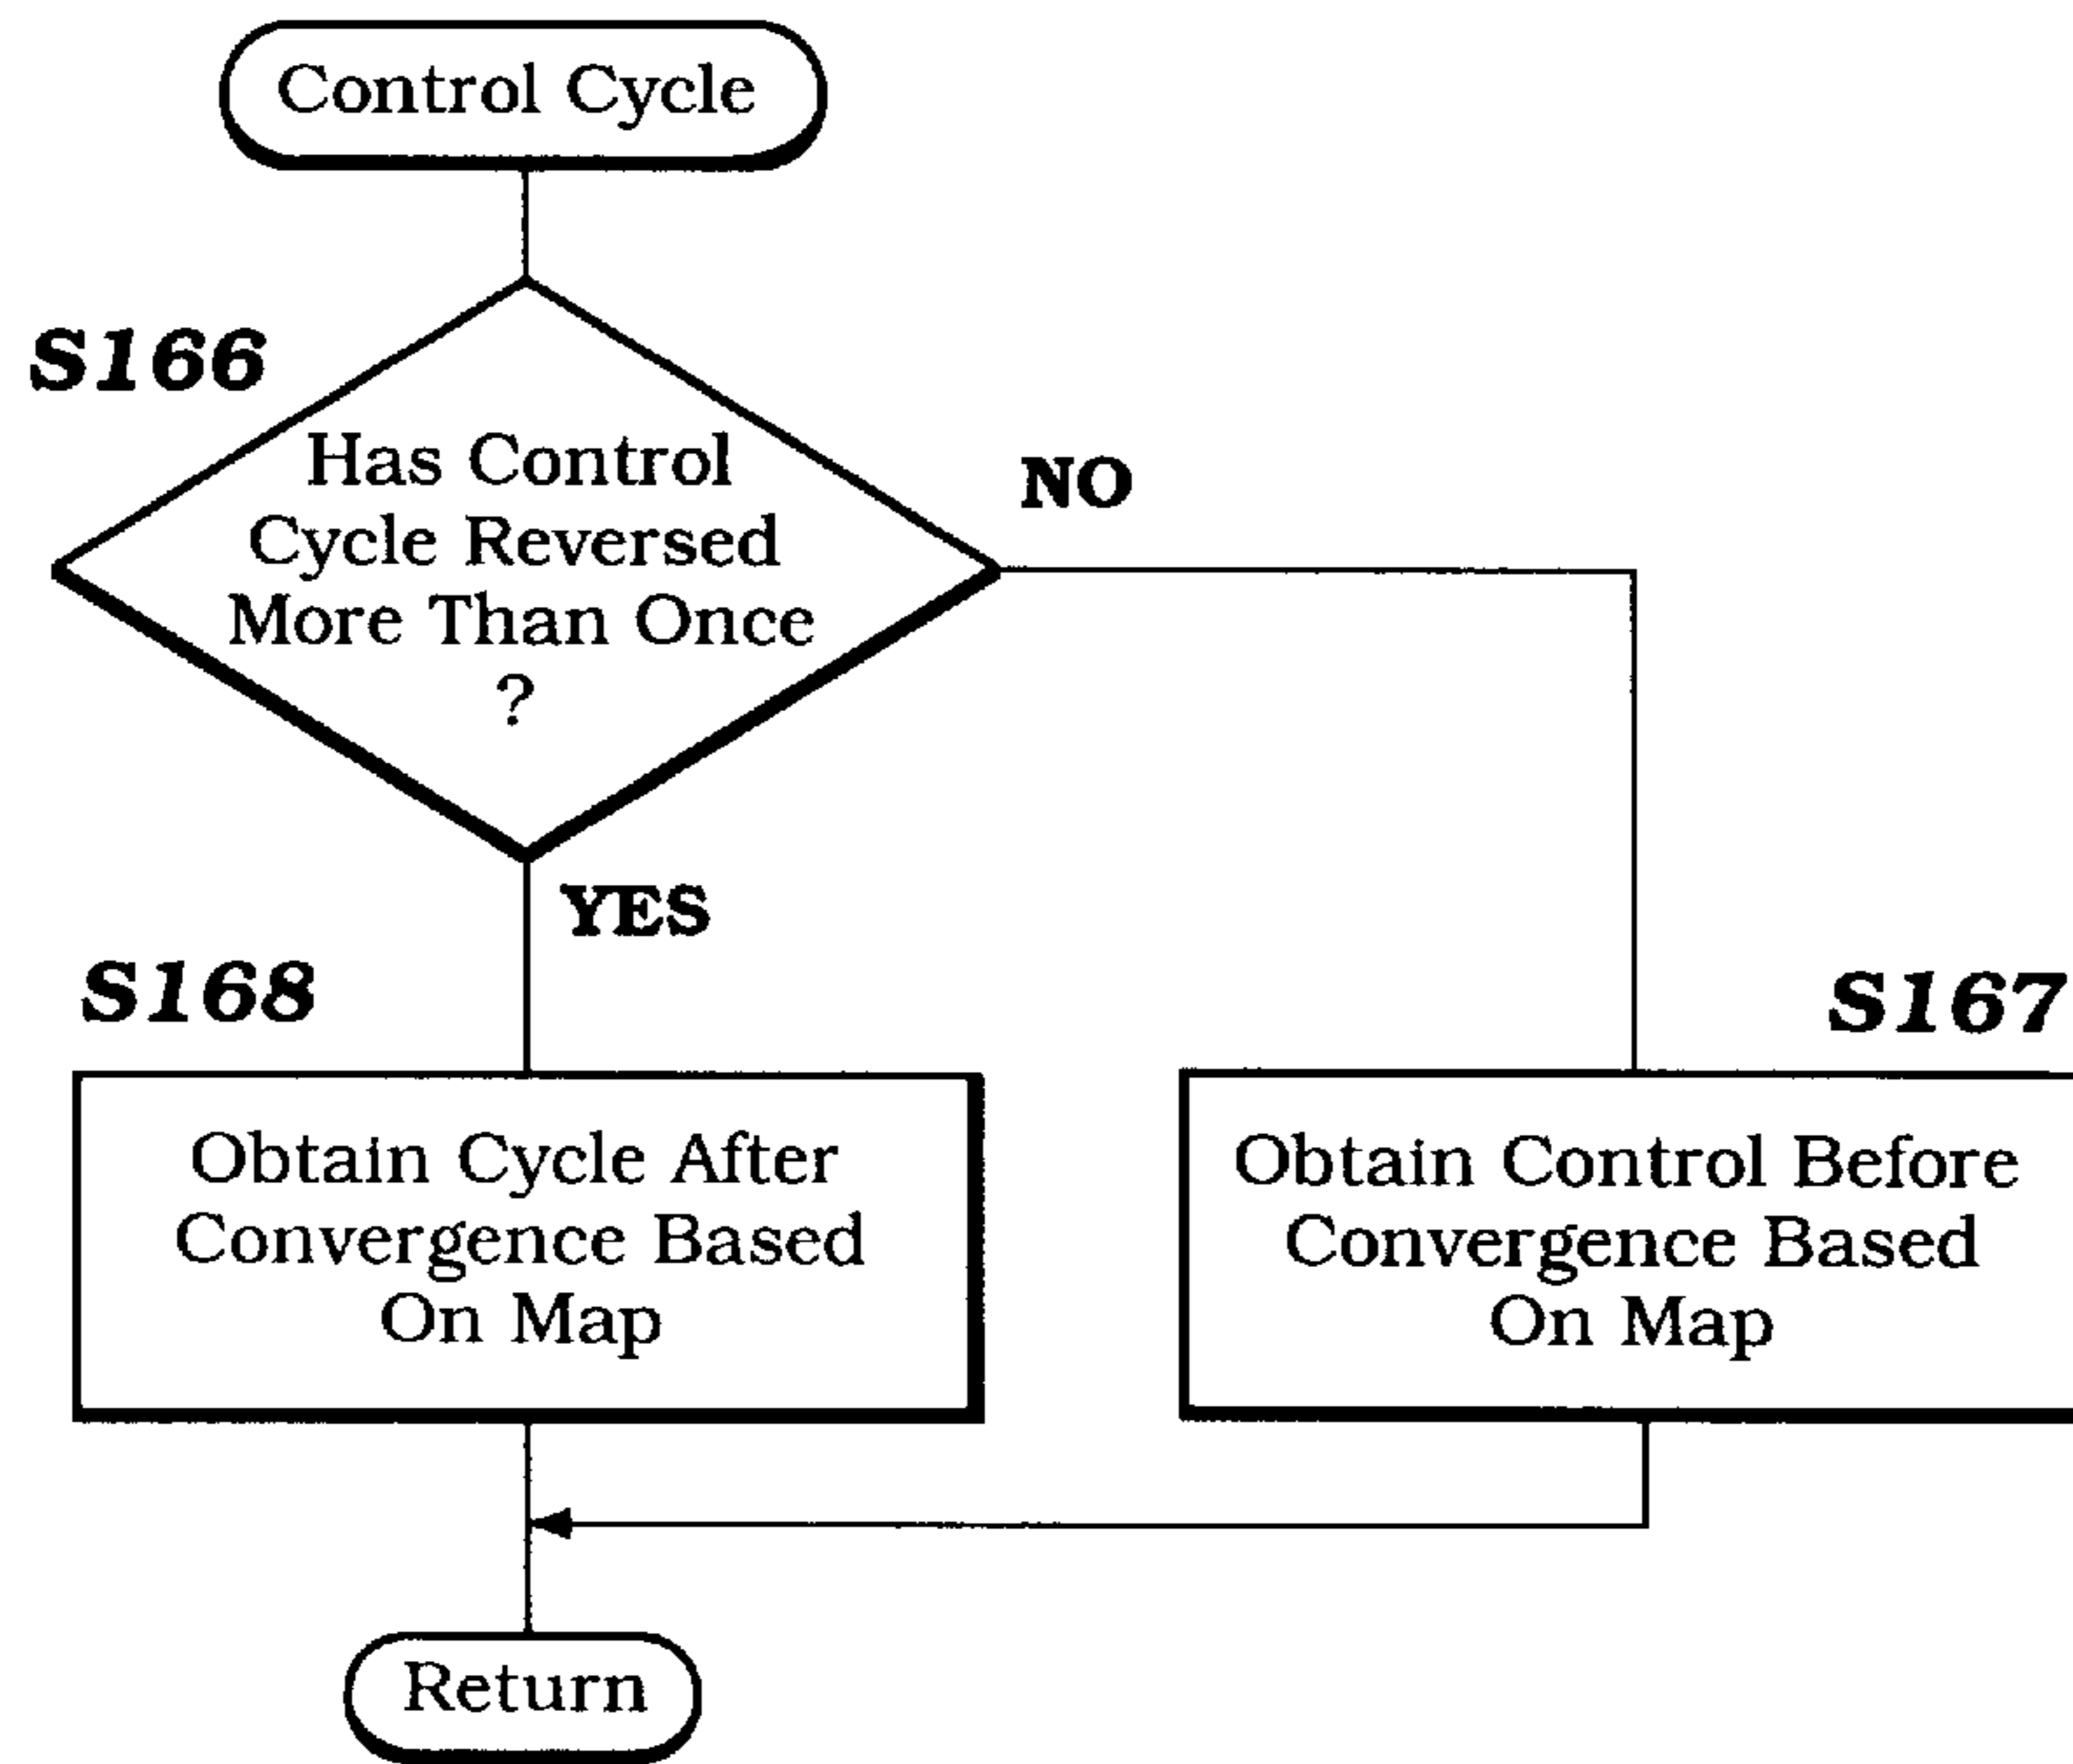 Control Cycle
S166
Has Control
Cycle Reversed
More Than Once
?
NO
YES
S168
Obtain Cycle After
Convergence Based
On Map
S167
Obtain Control Before
Convergence Based
On Map
Return